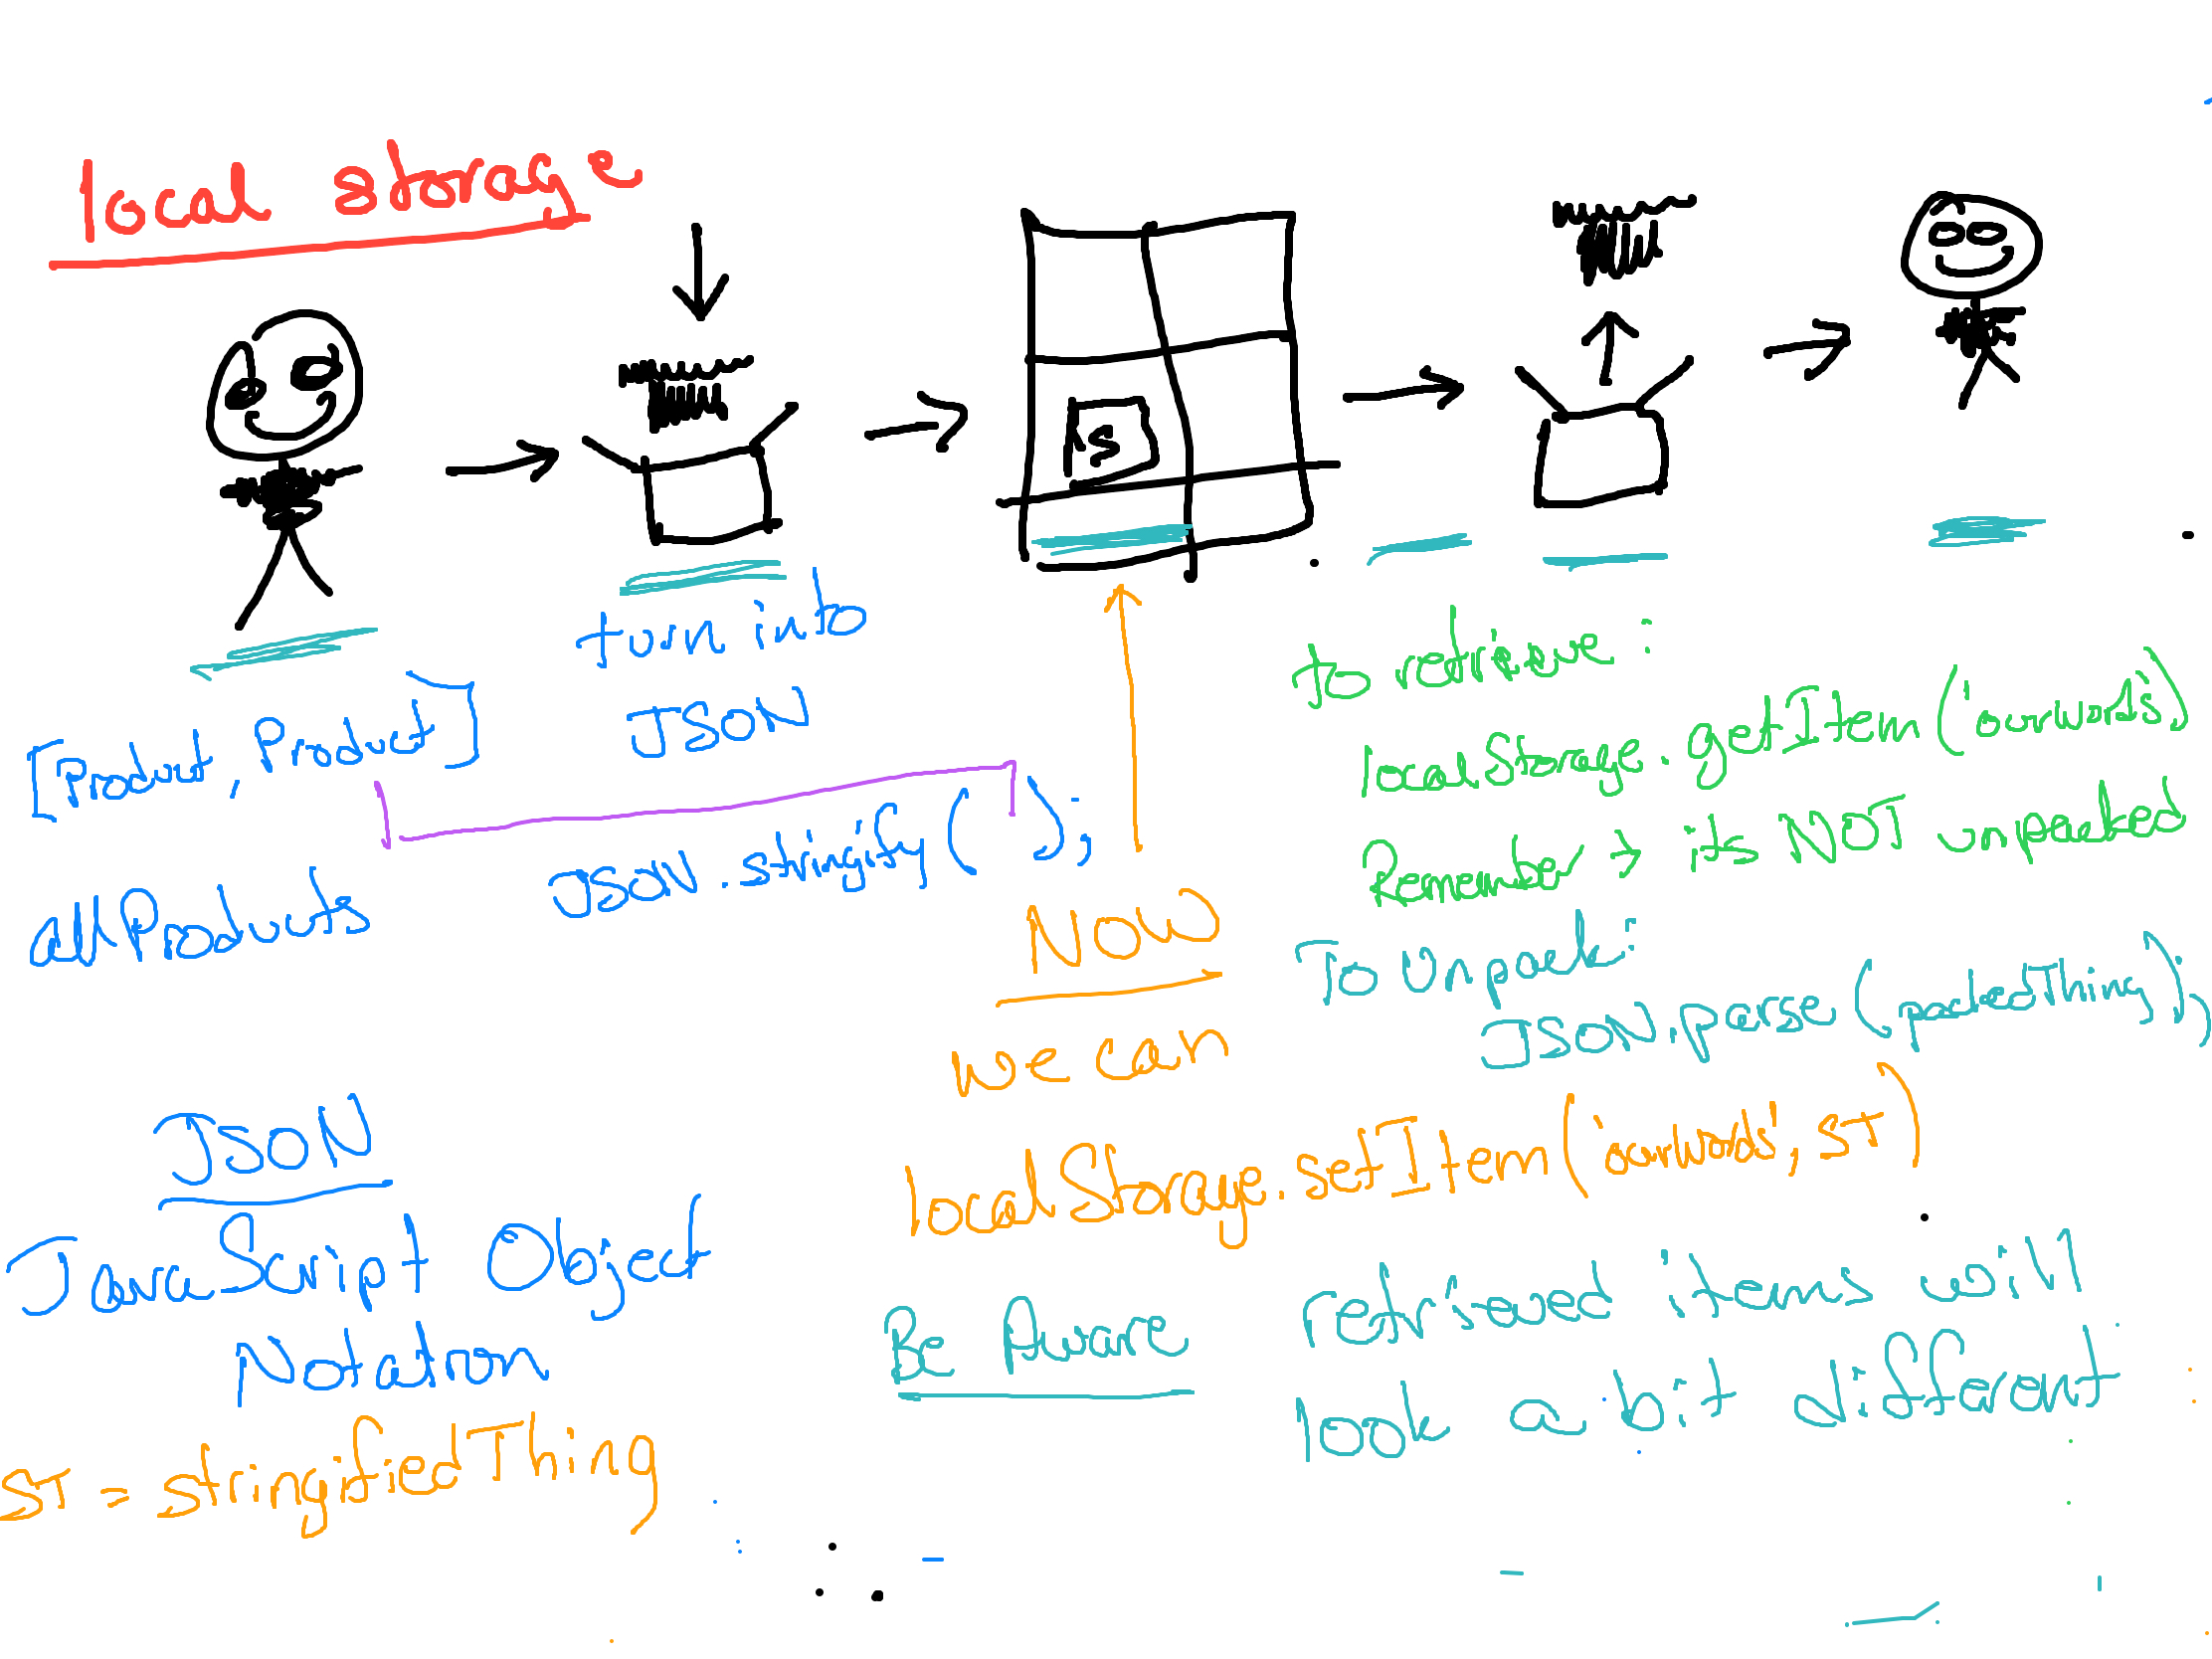 local storage
S
turn into
JSON
[Product, Product]
allProducts
JSON.stringify( );
to retrieve:
localStorage.getItem('ourWords')
Remember → its NOT unpacked
To Unpack:
JSON.parse(packedThing);
NOW
we can
localStorage.setItem('ourWords', ST)
JSON
JavaScript Object
Notation
ST = stringifiedThing
Be Aware
retrieved items will
look a bit different